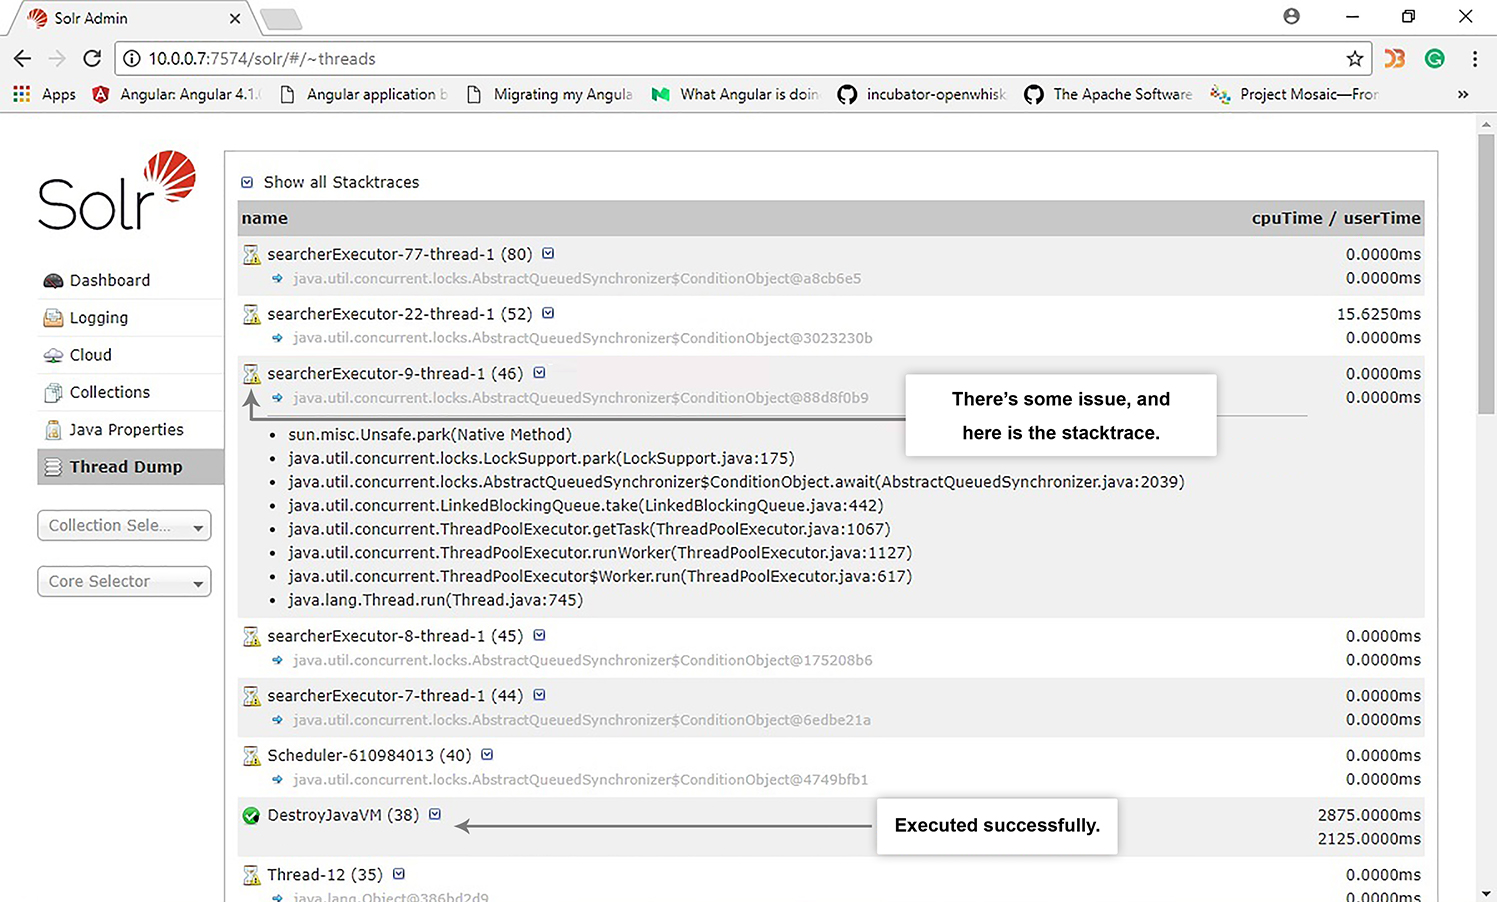 Solr Admin
10.0.0.7:7574/solr/#/~threads
Apps
Angular: Angular 4.1.
Angular application
Migrating my Angula
What Angular is doin
incubator-openwhisk
The Apache Software
Project Mosaic—Fror
»
Solr
Dashboard
Logging
Cloud
Collections
Java Properties
Thread Dump
Collection Sele...
Core Selector
Show all Stacktraces
name
cpuTime / userTime
searcherExecutor-77-thread-1 (80)
0.0000ms
java.util.concurrent.locks.AbstractQueuedSynchronizer$ConditionObject@a8cb6e5
0.0000ms
searcherExecutor-22-thread-1 (52)
15.6250ms
java.util.concurrent.locks.AbstractQueuedSynchronizer$ConditionObject@3023230b
0.0000ms
searcherExecutor-9-thread-1 (46)
0.0000ms
java.util.concurrent.locks.AbstractQueuedSynchronizer$ConditionObject@88d8f0b9
0.0000ms
There's some issue, and
here is the stacktrace.
• sun.misc.Unsafe.park(Native Method)
• java.util.concurrent.locks.LockSupport.park(LockSupport.java:175)
• java.util.concurrent.locks.AbstractQueuedSynchronizer$ConditionObject.await(AbstractQueuedSynchronizer.java:2039)
• java.util.concurrent.LinkedBlockingQueue.take(LinkedBlockingQueue.java:442)
• java.util.concurrent.ThreadPoolExecutor.getTask(ThreadPoolExecutor.java:1067)
• java.util.concurrent.ThreadPoolExecutor.runWorker(ThreadPoolExecutor.java:1127)
• java.util.concurrent.ThreadPoolExecutor$Worker.run(ThreadPoolExecutor.java:617)
• java.lang.Thread.run(Thread.java:745)
searcherExecutor-8-thread-1 (45)
0.0000ms
java.util.concurrent.locks.AbstractQueuedSynchronizer$ConditionObject@175208b6
0.0000ms
searcherExecutor-7-thread-1 (44)
0.0000ms
java.util.concurrent.locks.AbstractQueuedSynchronizer$ConditionObject@6edbe21a
0.0000ms
Scheduler-610984013 (40)
0.0000ms
java.util.concurrent.locks.AbstractQueuedSynchronizer$ConditionObject@4749bfb1
0.0000ms
DestroyJavaVM (38)
2875.0000ms
2125.0000ms
Executed successfully.
Thread-12 (35)
0.0000ms
java.lang.Object@386bd2d9
0.0000ms